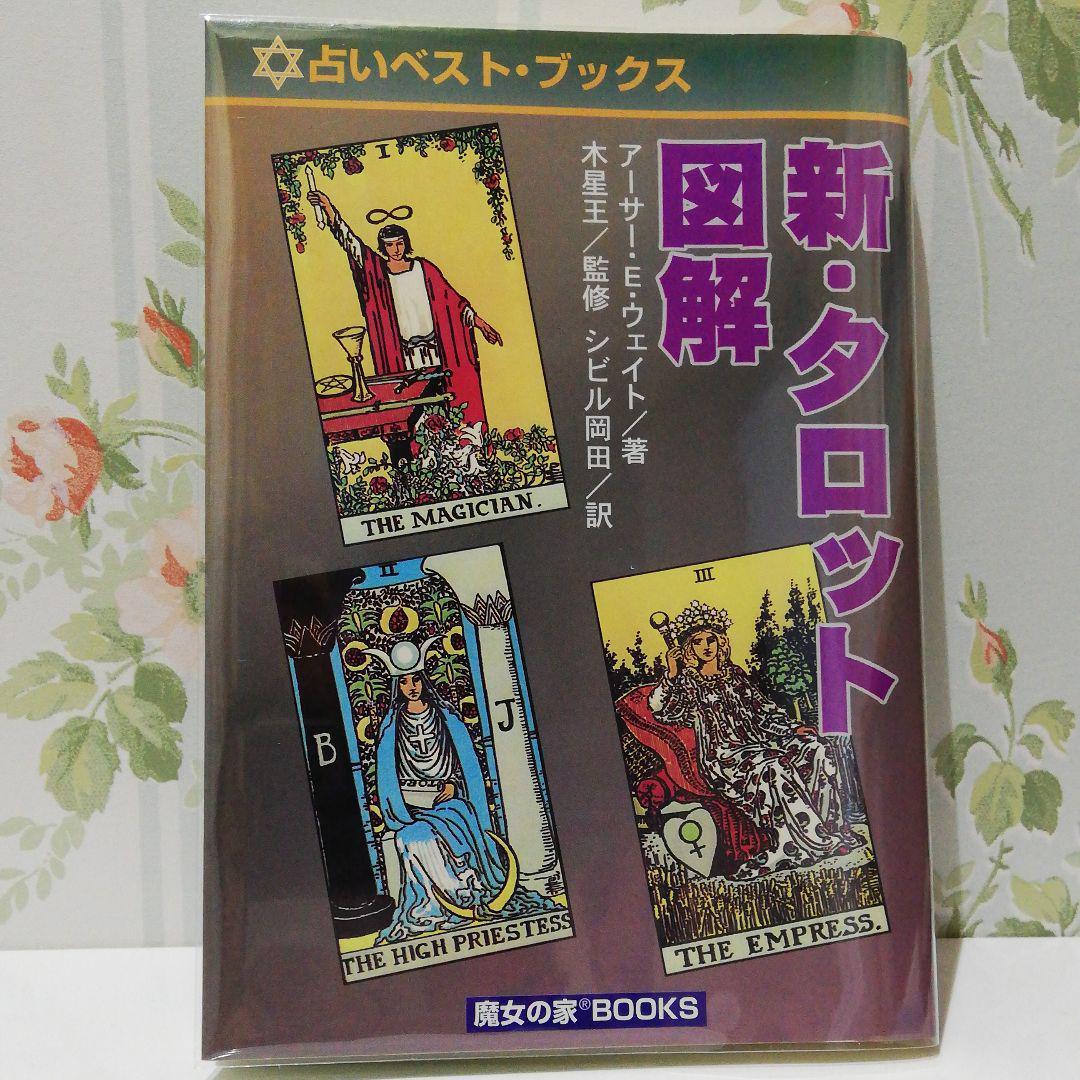 占いベスト・ブックス
新・タロット
図解
アーサー・E・ウェイト/著
木星王/監修 シビル岡田/訳
I
THE MAGICIAN.
II
B
J
TORA
THE HIGH PRIESTESS
III
THE EMPRESS.
魔女の家®BOOKS